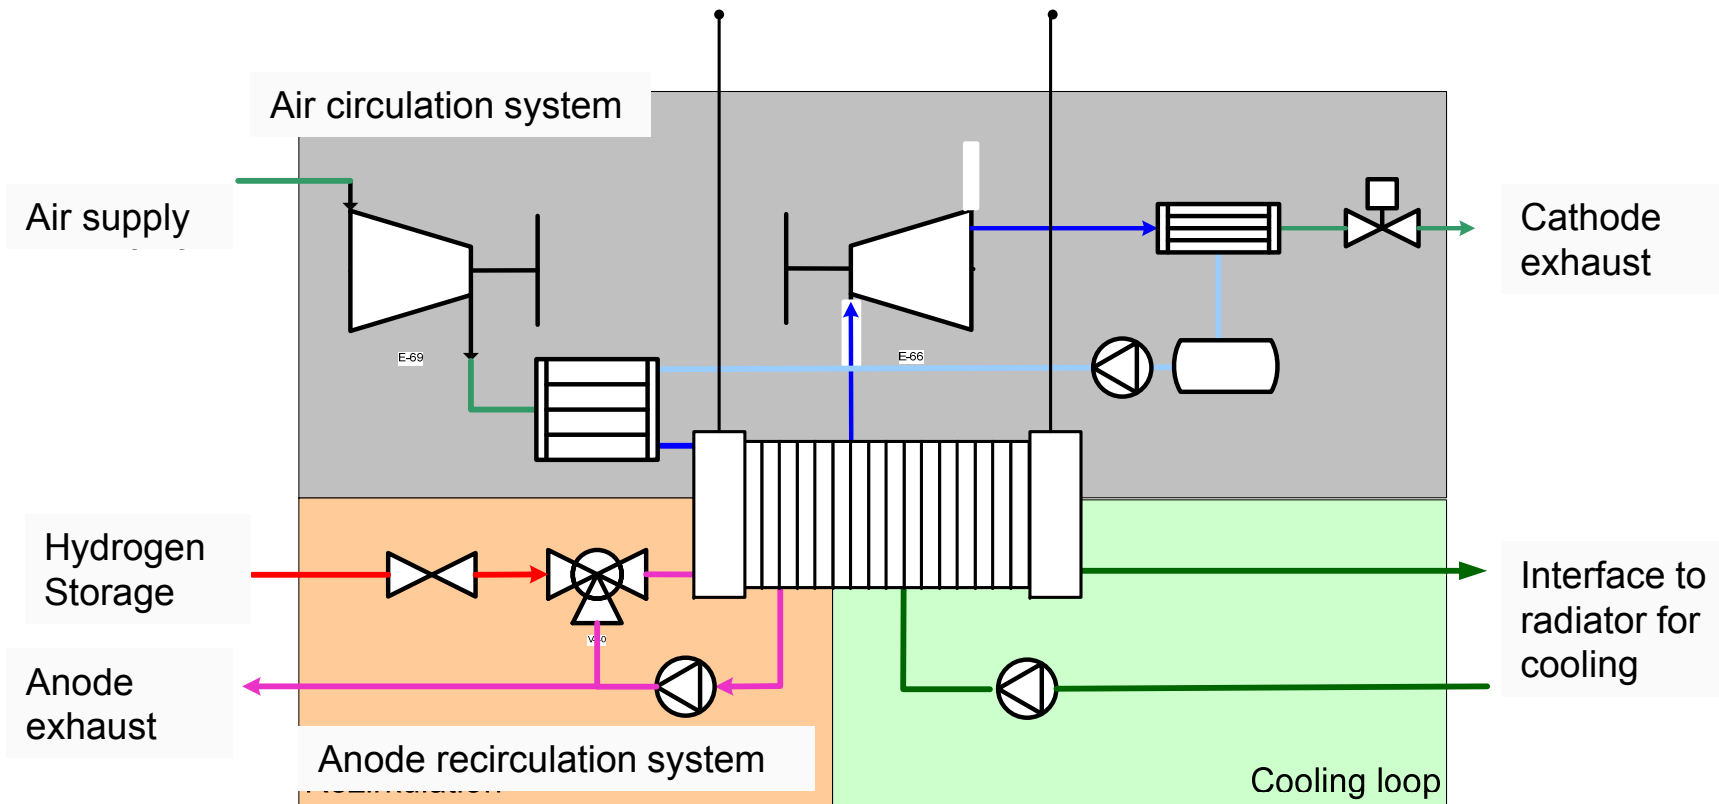 Air circulation system
Air supply
Cathode
exhaust
E-69
E-66
Hydrogen
Storage
Interface to
radiator for
cooling
Anode
exhaust
Anode recirculation system
Cooling loop